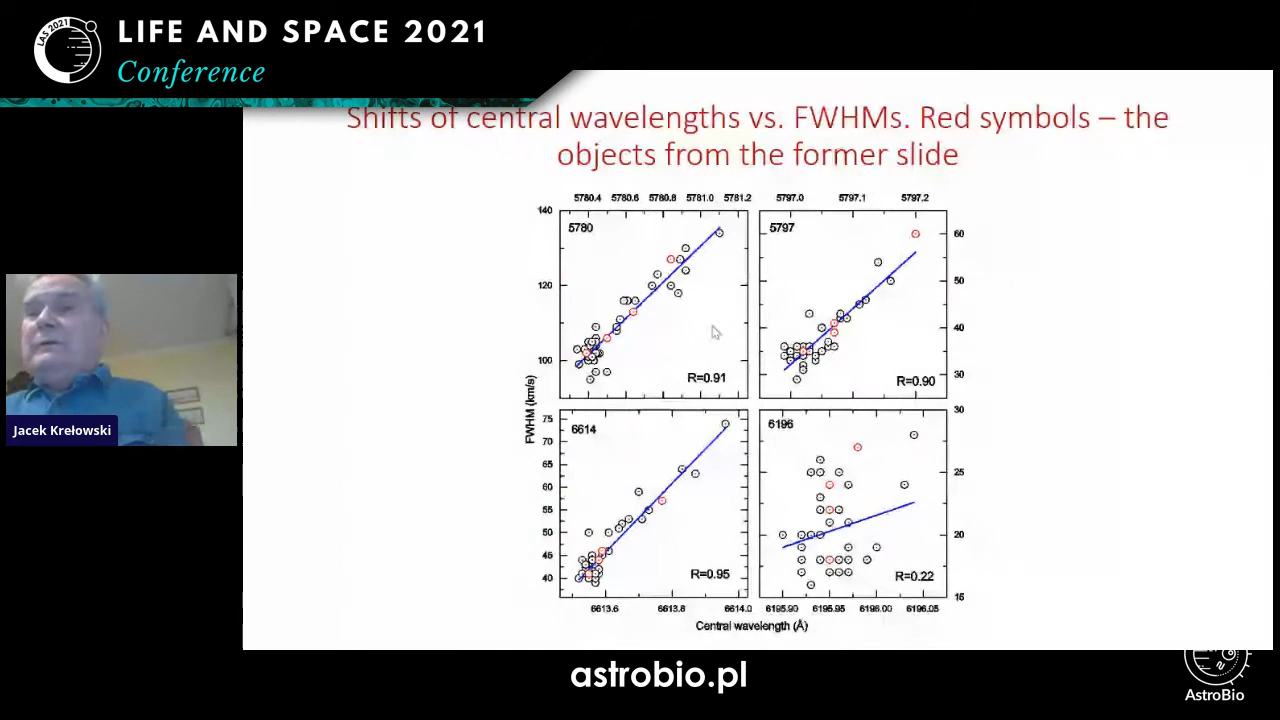 LAS 2021
LIFE AND SPACE 2021
Conference
Shifts of central wavelengths vs. FWHMs. Red symbols – the
objects from the former slide
5780.4 5780.6 5780.8 5781.0 5781.2
5797.0 5797.1 5797.2
140
120
100
5780
R=0.91
5797
R=0.90
60
50
40
30
FWHM (km/s)
75
70
65
60
55
50
45
40
6614
R=0.95
6196
R=0.22
30
25
20
15
6613.6 6613.8 6614.0
6195.90 6195.95 6196.00 6196.05
Central wavelength (Å)
Jacek Krełowski
astrobio.pl
AstroBio